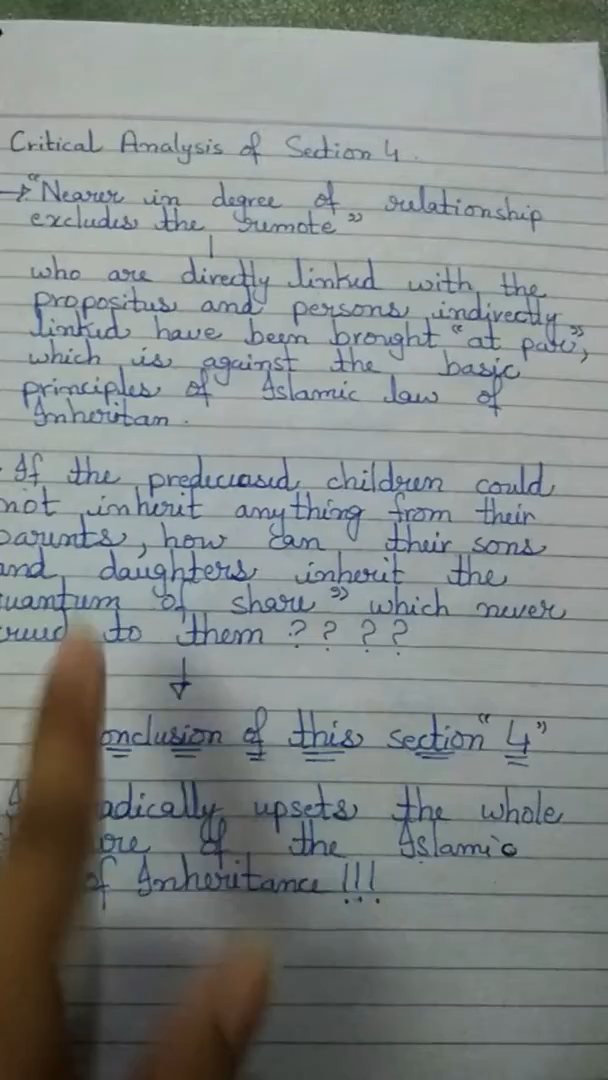 Critical Analysis of Section 4.
→ "Nearer in degree of relationship
excludes the remote"
who are directly linked with the
propositus and persons indirectly
linked have been brought "at par",
which is against the basic
principles of Islamic law of
Inheritan.
If the predeceased children could
not inherit anything from their
parents, how can their sons
and daughters inherit the
quantum of share" which never
to them ????
onclusion of this section "4"
adically upsets the whole
of the Islamic
of Inheritance !!!